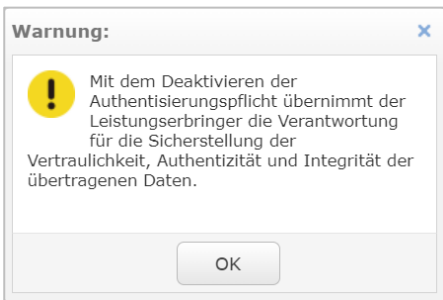 Warnung:
Mit dem Deaktivieren der
Authentisierungspflicht übernimmt der
Leistungserbringer die Verantwortung
für die Sicherstellung der
Vertraulichkeit, Authentizität und Integrität der
übertragenen Daten.
OK